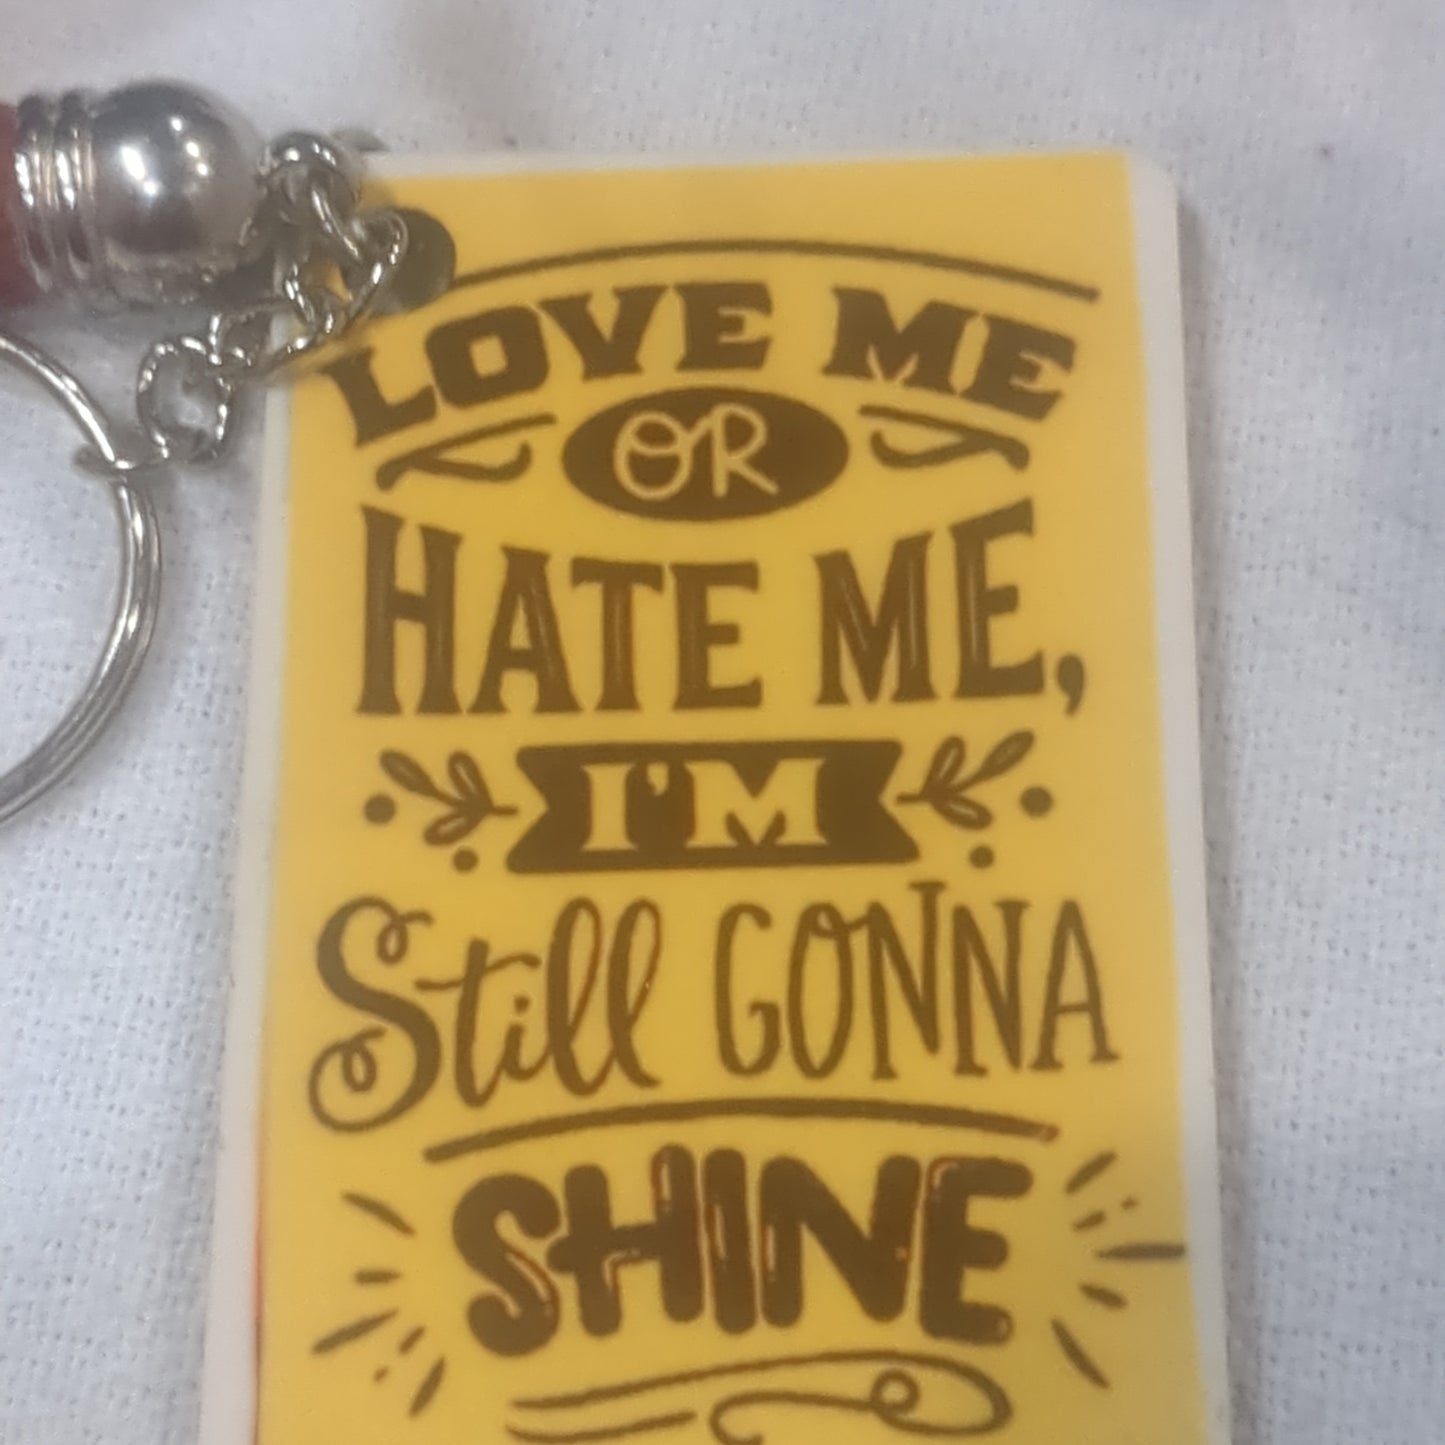 LOVE ME
OR
HATE ME,
I'M
Still GONNA
SHINE